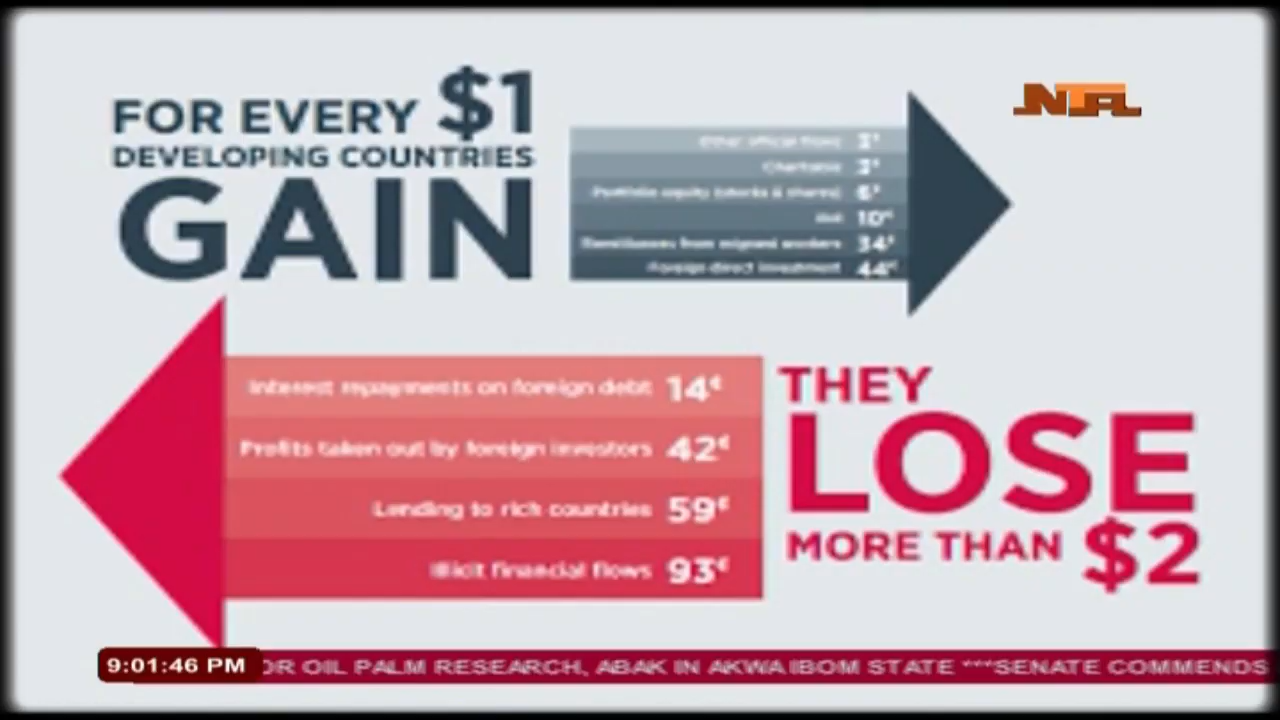 FOR EVERY $1
DEVELOPING COUNTRIES
GAIN
NTA
Other official flows
Charitable
Portfolio equity (stocks & shares) 6¢
Aid 10¢
Remittances from migrant workers 34¢
Foreign direct investment 44¢
Interest repayments on foreign debt 14¢
Profits taken out by foreign investors 42¢
Lending to rich countries 59¢
Illicit financial flows 93¢
THEY
LOSE
MORE THAN $2
9:01:46 PM
OR OIL PALM RESEARCH, ABAK IN AKWA IBOM STATE ***SENATE COMMENDS